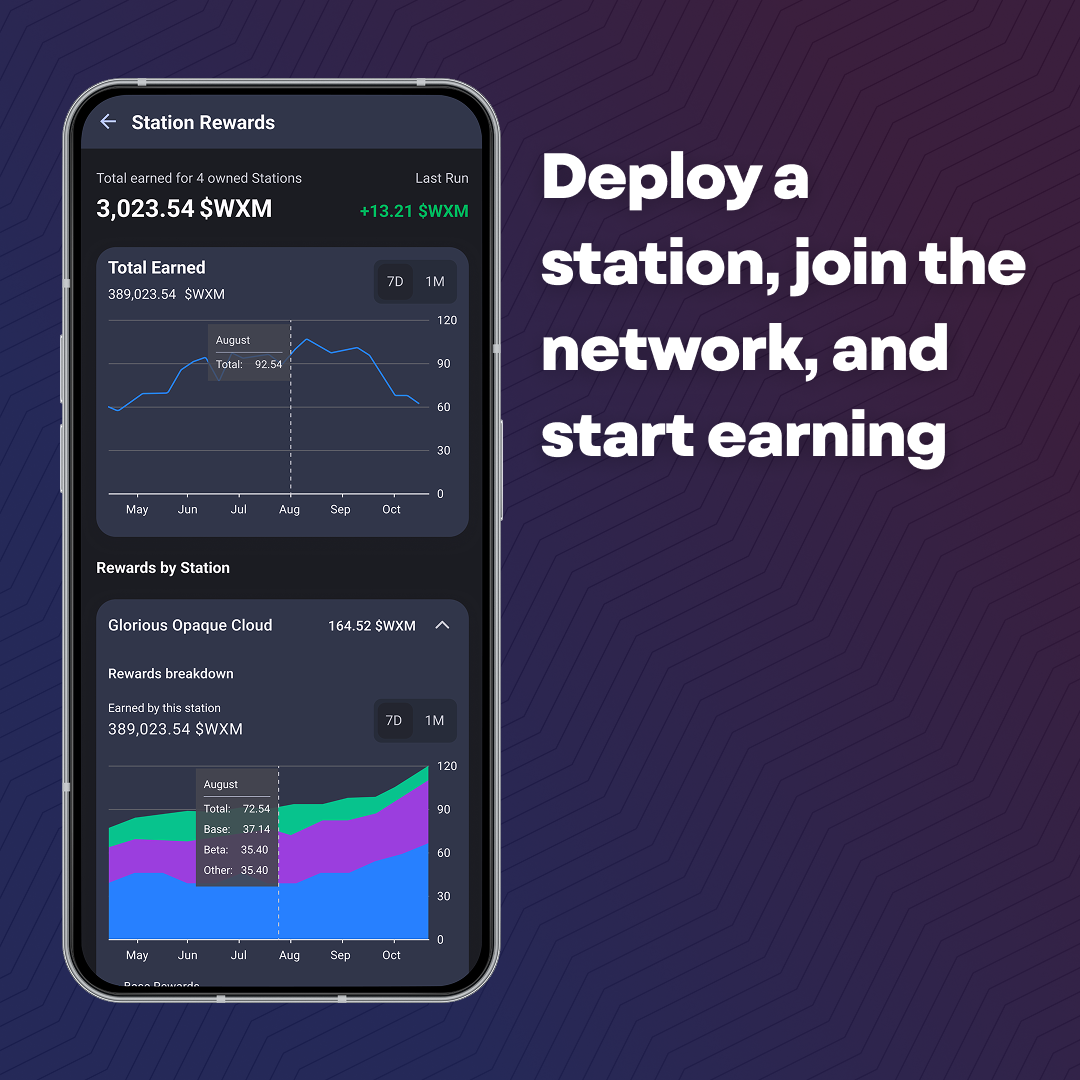 Station Rewards
Total earned for 4 owned Stations
Last Run
3,023.54 $WXM
+13.21 $WXM
Total Earned
389,023.54 $WXM
7D
1M
120
90
60
30
0
August
Total: 92.54
May Jun Jul Aug Sep Oct
Rewards by Station
Glorious Opaque Cloud
164.52 $WXM
Rewards breakdown
Earned by this station
389,023.54 $WXM
7D
1M
120
90
60
30
0
August
Total: 72.54
Base: 37.14
Beta: 35.40
Other: 35.40
May Jun Jul Aug Sep Oct
Base Rewards
Deploy a
station, join the
network, and
start earning